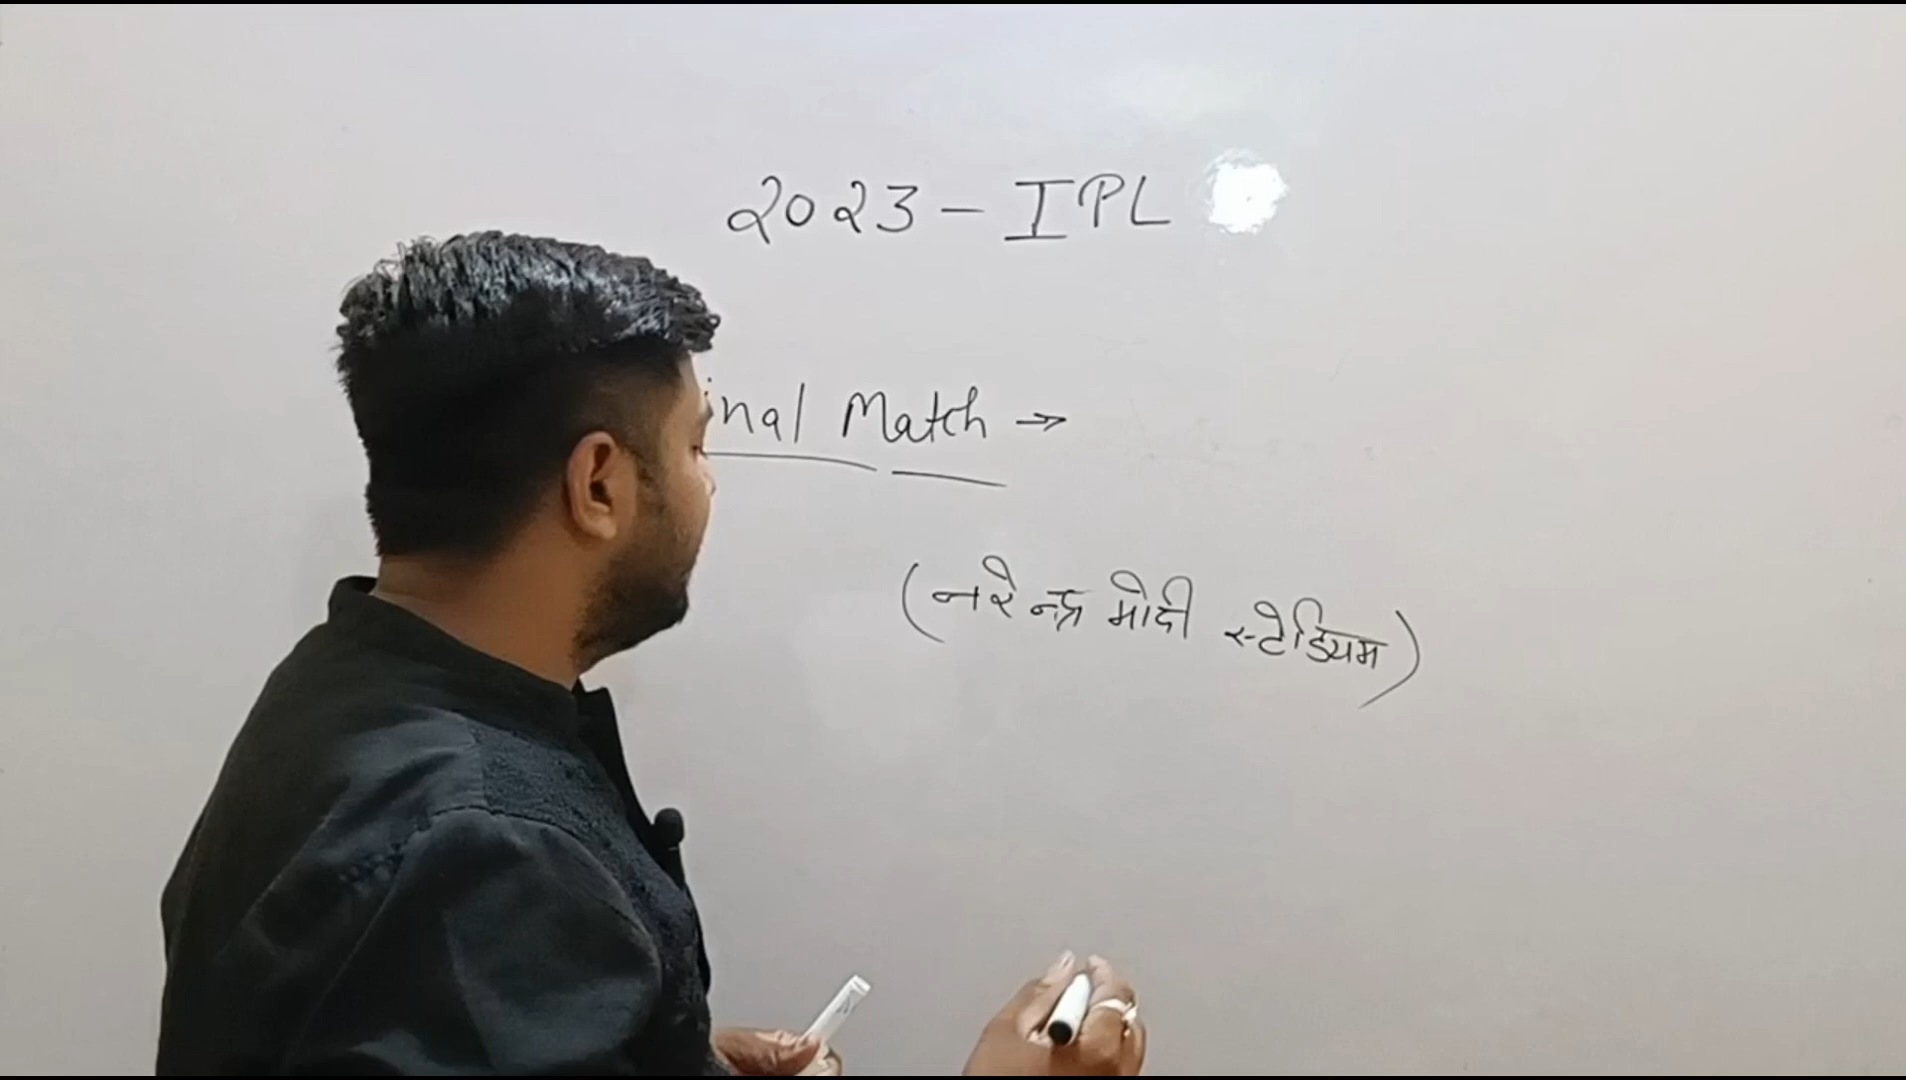 2023 - IPL
inal Match →
(नरेन्द्र मोदी स्टेडियम)